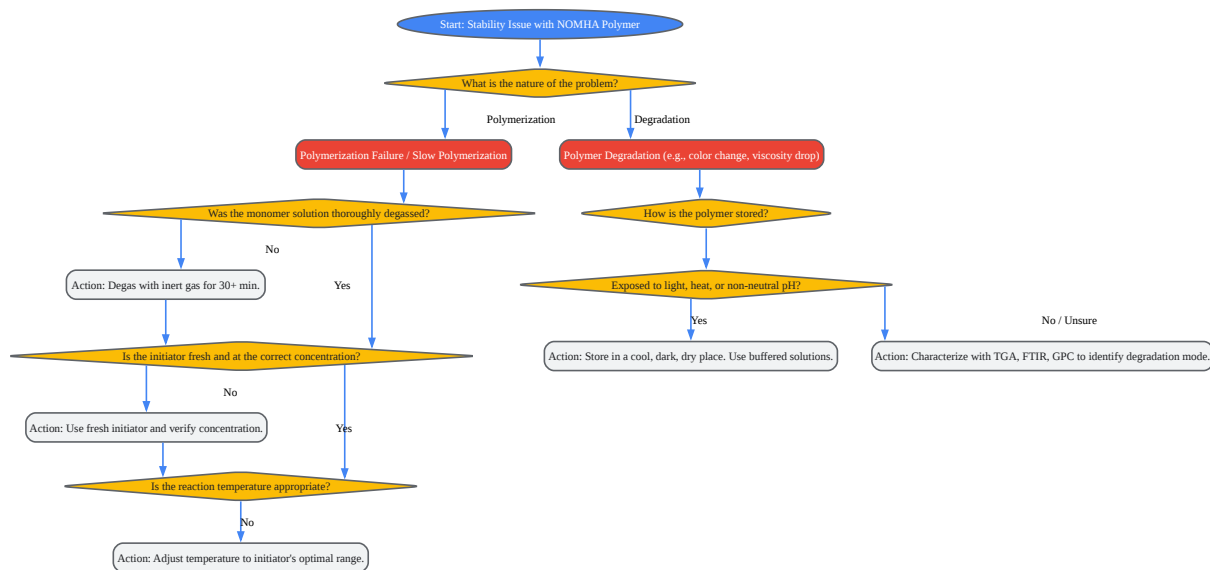 Start: Stability Issue with NOMHA Polymer
What is the nature of the problem?
Polymerization
Degradation
Polymerization Failure / Slow Polymerization
Polymer Degradation (e.g., color change, viscosity drop)
Was the monomer solution thoroughly degassed?
How is the polymer stored?
No
Action: Degas with inert gas for 30+ min.
Yes
Exposed to light, heat, or non-neutral pH?
Yes
No / Unsure
Is the initiator fresh and at the correct concentration?
Action: Store in a cool, dark, dry place. Use buffered solutions.
Action: Characterize with TGA, FTIR, GPC to identify degradation mode.
No
Action: Use fresh initiator and verify concentration.
Yes
Is the reaction temperature appropriate?
No
Action: Adjust temperature to initiator's optimal range.